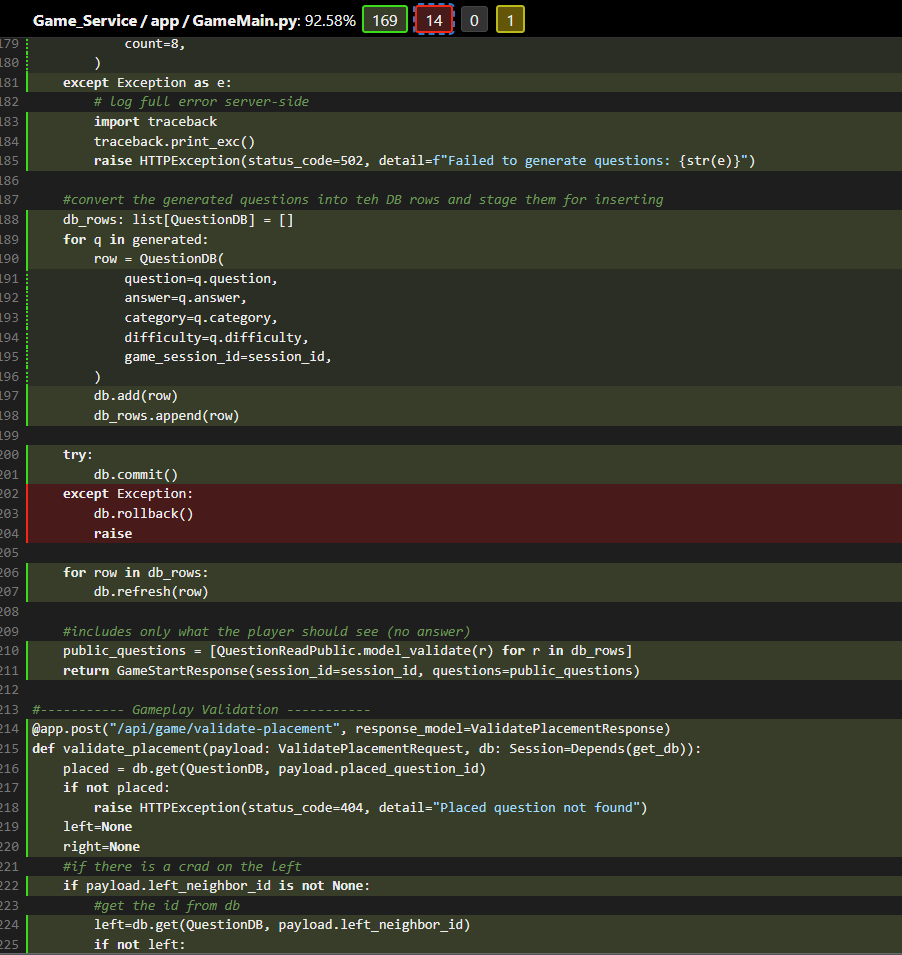 Game_Service / app / GameMain.py: 92.58% 169 14 0 1
179             count=8,
180         )
181     except Exception as e:
182         # log full error server-side
183         import traceback
184         traceback.print_exc()
185         raise HTTPException(status_code=502, detail=f"Failed to generate questions: {str(e)}")
186
187     #convert the generated questions into teh DB rows and stage them for inserting
188     db_rows: list[QuestionDB] = []
189     for q in generated:
190         row = QuestionDB(
191             question=q.question,
192             answer=q.answer,
193             category=q.category,
194             difficulty=q.difficulty,
195             game_session_id=session_id,
196         )
197         db.add(row)
198         db_rows.append(row)
199
200     try:
201         db.commit()
202     except Exception:
203         db.rollback()
204         raise
205
206     for row in db_rows:
207         db.refresh(row)
208
209     #includes only what the player should see (no answer)
210     public_questions = [QuestionReadPublic.model_validate(r) for r in db_rows]
211     return GameStartResponse(session_id=session_id, questions=public_questions)
212
213 #----------- Gameplay Validation -----------
214 @app.post("/api/game/validate-placement", response_model=ValidatePlacementResponse)
215 def validate_placement(payload: ValidatePlacementRequest, db: Session=Depends(get_db)):
216     placed = db.get(QuestionDB, payload.placed_question_id)
217     if not placed:
218         raise HTTPException(status_code=404, detail="Placed question not found")
219     left=None
220     right=None
221     #if there is a crad on the left
222     if payload.left_neighbor_id is not None:
223         #get the id from db
224         left=db.get(QuestionDB, payload.left_neighbor_id)
225         if not left: